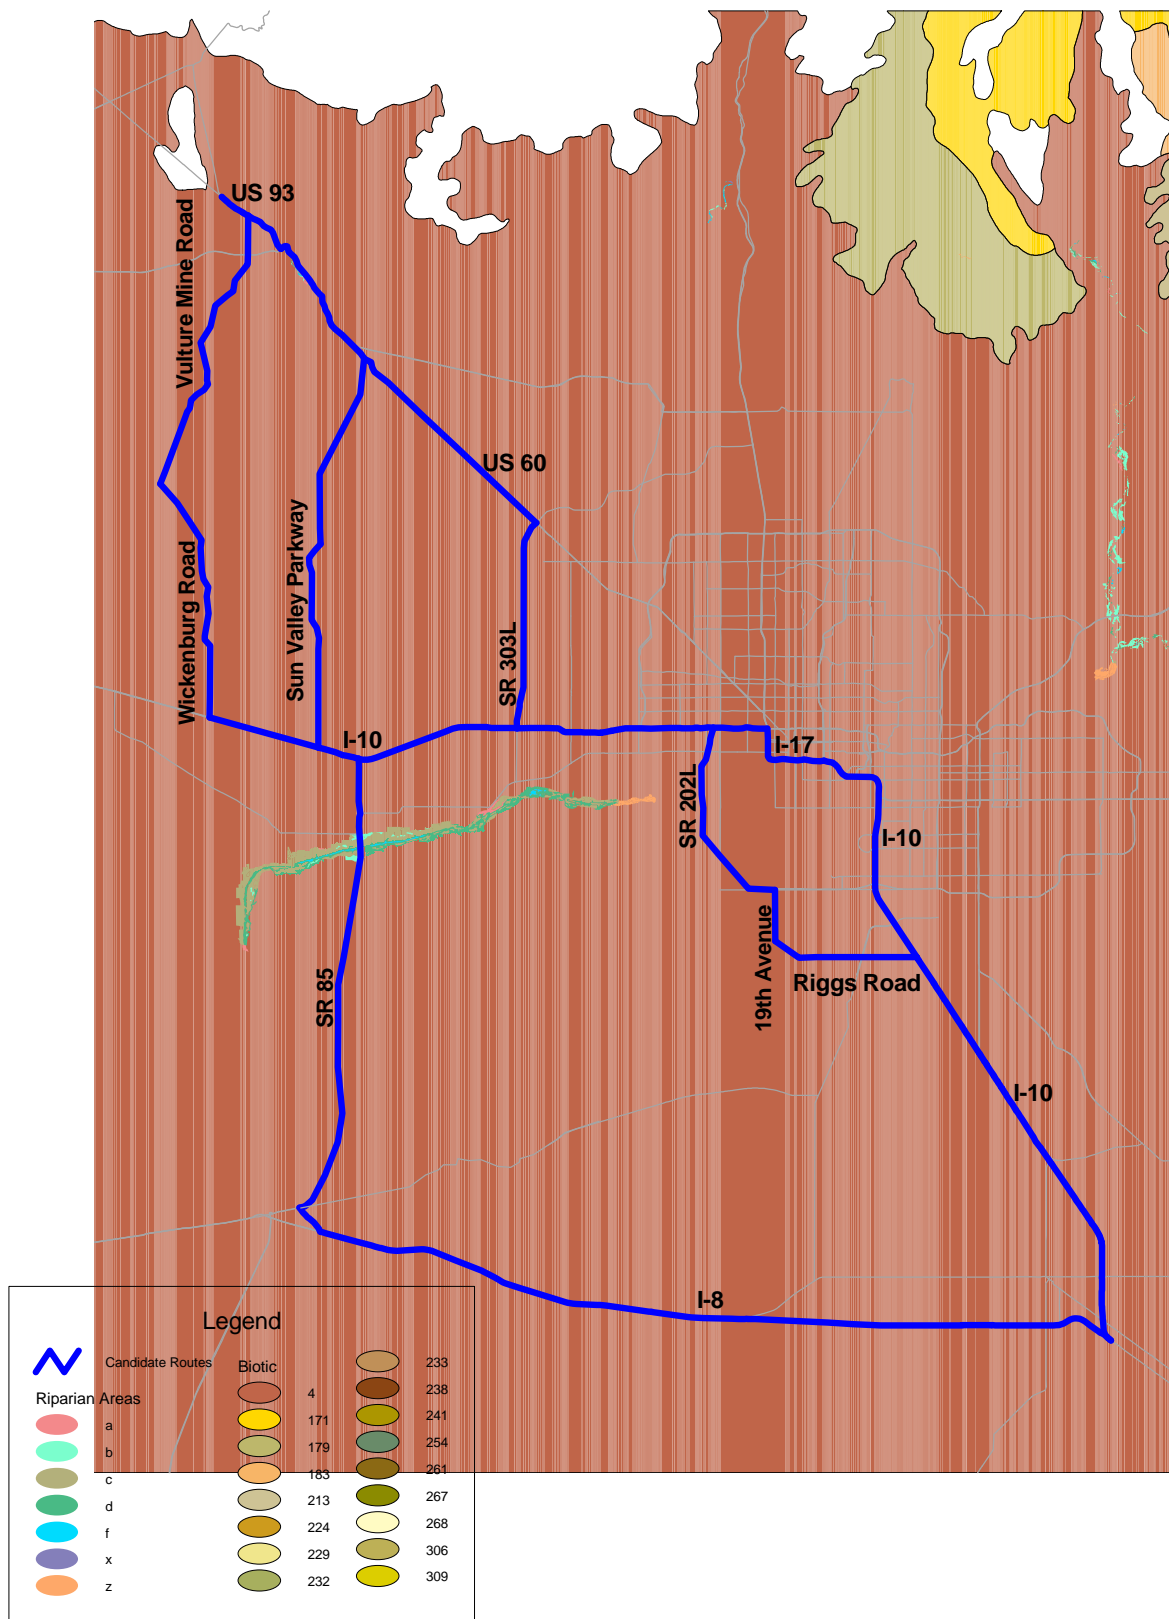 US 93
Vulture Mine Road
US 60
Sun Valley Parkway
Wickenburg Road
SR 303L
I-10
I-17
SR 202L
I-10
19th Avenue
Riggs Road
SR 85
I-10
I-8
Legend
Candidate Routes
Riparian Areas
a
b
c
d
f
x
z
Biotic
4
171
179
183
213
224
229
232
233
238
241
254
261
267
268
306
309